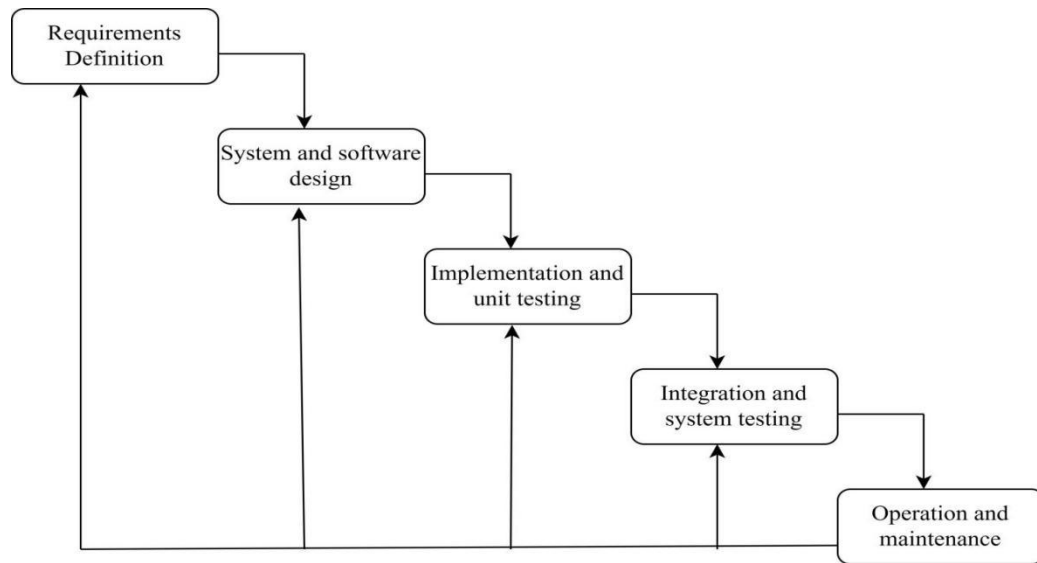 Requirements
Definition
System and software
design
Implementation and
unit testing
Integration and
system testing
Operation and
maintenance